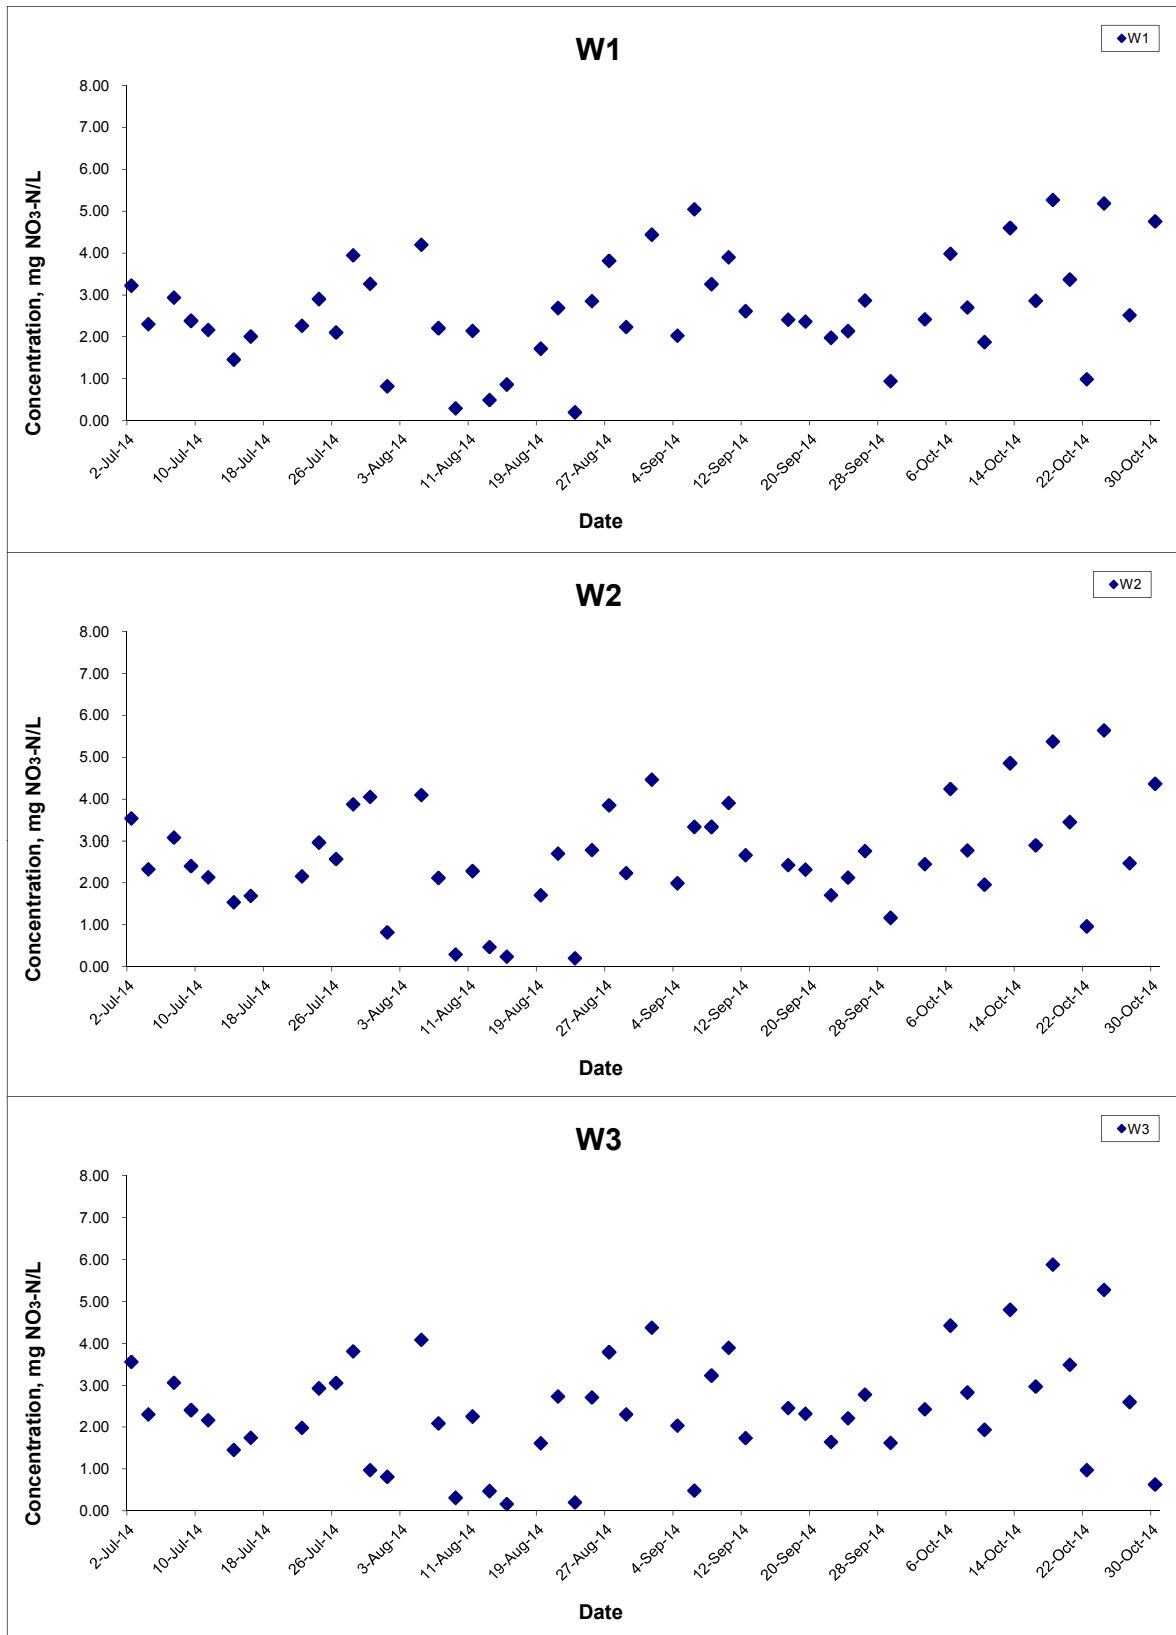 W1
W1
8.00
7.00
6.00
5.00
4.00
3.00
2.00
1.00
0.00
Concentration, mg NO3-N/L
2-Jul-14
10-Jul-14
18-Jul-14
26-Jul-14
3-Aug-14
11-Aug-14
19-Aug-14
27-Aug-14
4-Sep-14
12-Sep-14
20-Sep-14
28-Sep-14
6-Oct-14
14-Oct-14
22-Oct-14
30-Oct-14
Date
W2
W2
8.00
7.00
6.00
5.00
4.00
3.00
2.00
1.00
0.00
Concentration, mg NO3-N/L
2-Jul-14
10-Jul-14
18-Jul-14
26-Jul-14
3-Aug-14
11-Aug-14
19-Aug-14
27-Aug-14
4-Sep-14
12-Sep-14
20-Sep-14
28-Sep-14
6-Oct-14
14-Oct-14
22-Oct-14
30-Oct-14
Date
W3
W3
8.00
7.00
6.00
5.00
4.00
3.00
2.00
1.00
0.00
Concentration, mg NO3-N/L
2-Jul-14
10-Jul-14
18-Jul-14
26-Jul-14
3-Aug-14
11-Aug-14
19-Aug-14
27-Aug-14
4-Sep-14
12-Sep-14
20-Sep-14
28-Sep-14
6-Oct-14
14-Oct-14
22-Oct-14
30-Oct-14
Date